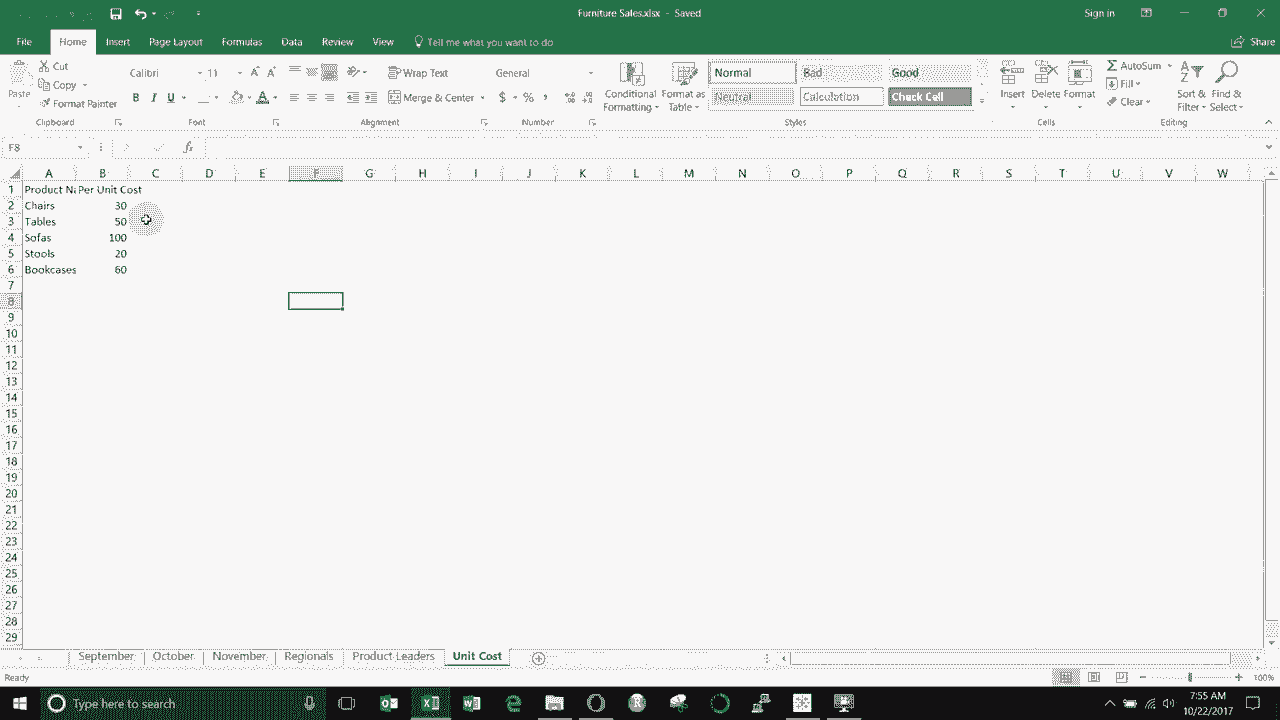 Furniture Sales.xlsx - Saved
Sign in
File Home Insert Page Layout Formulas Data Review View Tell me what you want to do Share
Paste
Cut
Copy
Format Painter
Calibri 11
B I U
Wrap Text
Merge & Center
General
$ % ,
Conditional Formatting
Format as Table
Normal Bad Good
Neutral Calculation Check Cell
Insert Delete Format
AutoSum
Fill
Clear
Sort & Filter
Find & Select
Clipboard Font Alignment Number Styles Cells Editing
F8 fx
A B C D E F G H I J K L M N O P Q R S T U V W
1 Product Na Per Unit Cost
2 Chairs 30
3 Tables 50
4 Sofas 100
5 Stools 20
6 Bookcases 60
7
8
9
10
11
12
13
14
15
16
17
18
19
20
21
22
23
24
25
26
27
28
29
September October November Regionals Product Leaders Unit Cost
Ready
100%
Type here to search
7:55 AM
10/22/2017